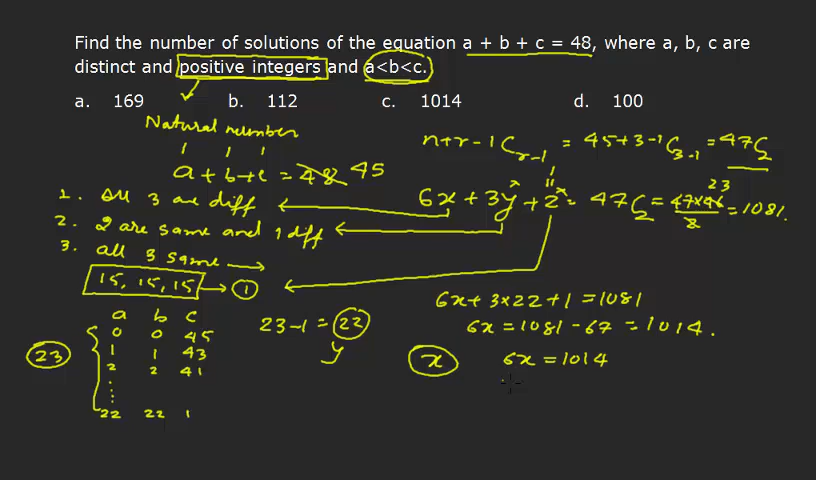 Find the number of solutions of the equation a + b + c = 48, where a, b, c are
distinct and positive integers and a<b<c.
a. 169 b. 112 c. 1014 d. 100
Natural number
a + b + c = 48 45
n+r-1Cr-1 = 45+3-1C3-1 = 47C2
1. All 3 are diff
6x + 3y + z = 47C2 = 47×46/2 = 1081.
23
2. 2 are same and 1 diff
3. all 3 same
15, 15, 15 → 1
6x + 3×22 + 1 = 1081
a b c
0 0 45
23 - 1 = 22
6x = 1081 - 67 = 1014.
23
1 1 43
y
2 2 41
x
6x = 1014
22 22 1